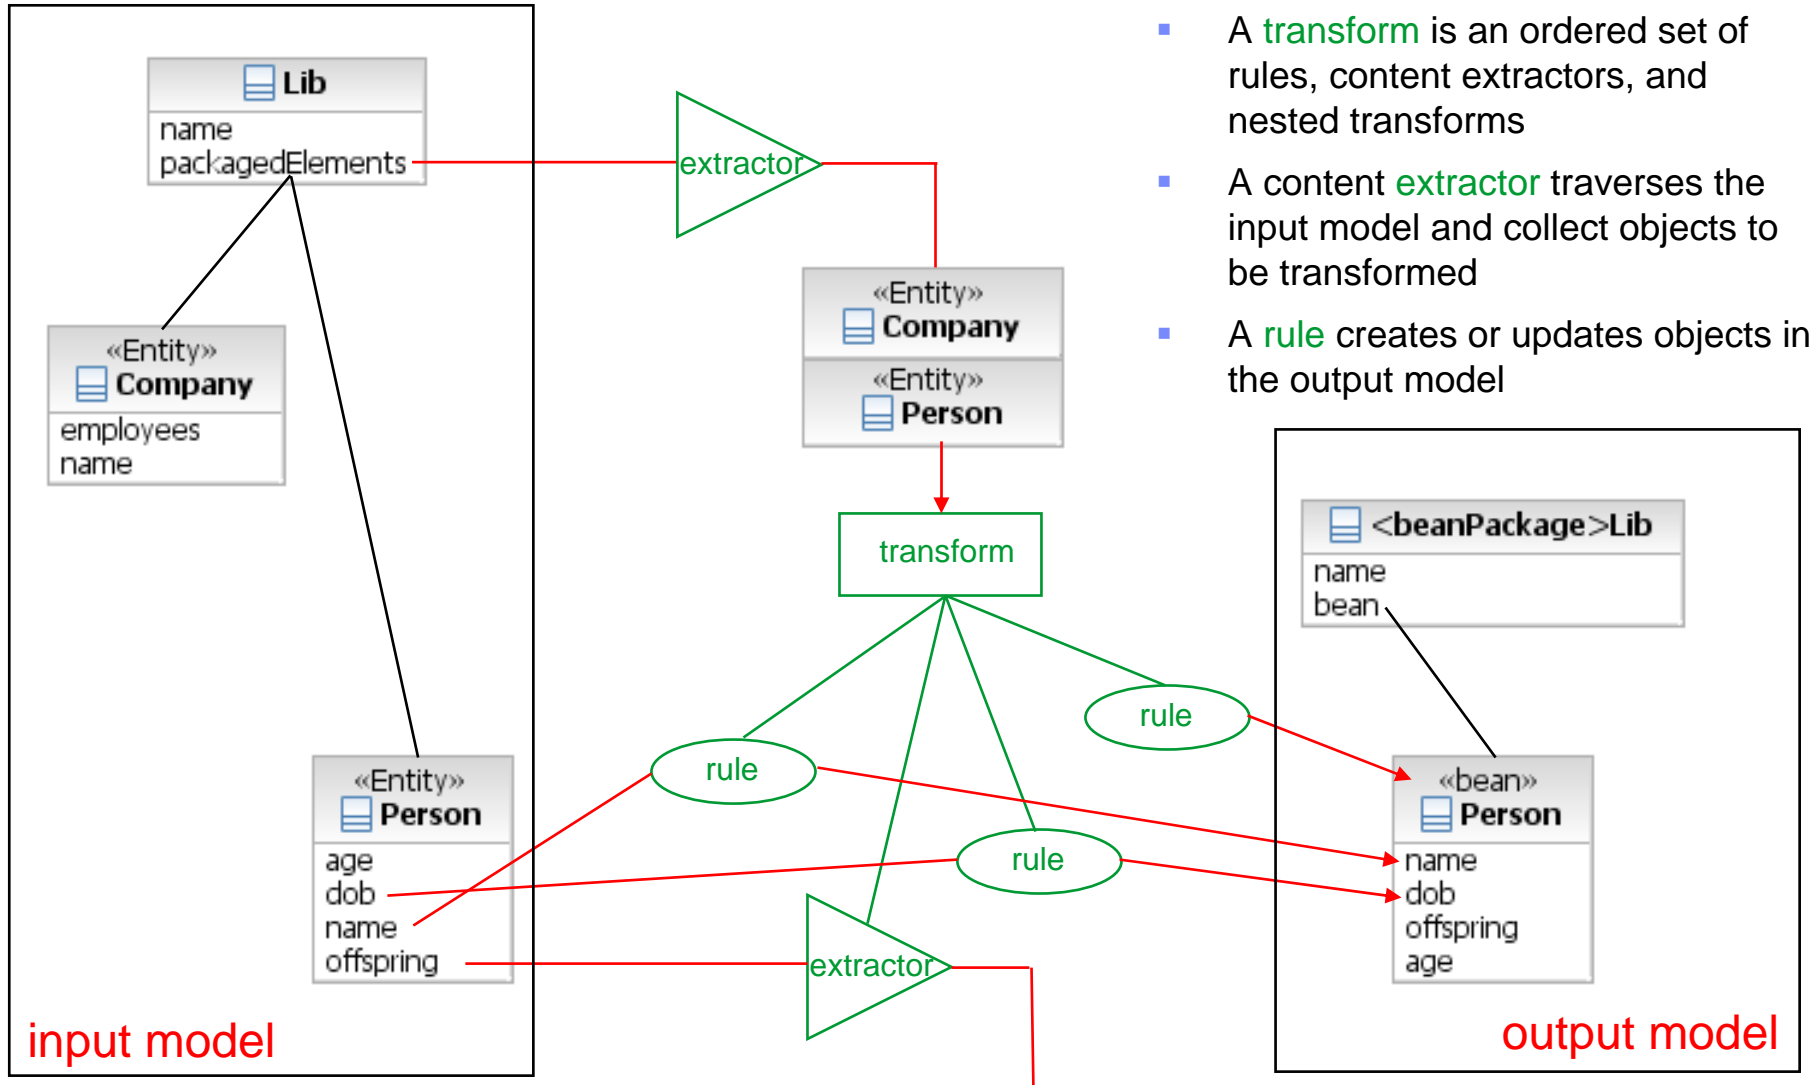 Lib
name
packagedElements
«Entity»
Company
employees
name
«Entity»
Person
age
dob
name
offspring
input model
extractor
«Entity»
Company
«Entity»
Person
transform
rule
rule
rule
extractor
A transform is an ordered set of
rules, content extractors, and
nested transforms
A content extractor traverses the
input model and collect objects to
be transformed
A rule creates or updates objects in
the output model
<beanPackage>Lib
name
bean
«bean»
Person
name
dob
offspring
age
output model